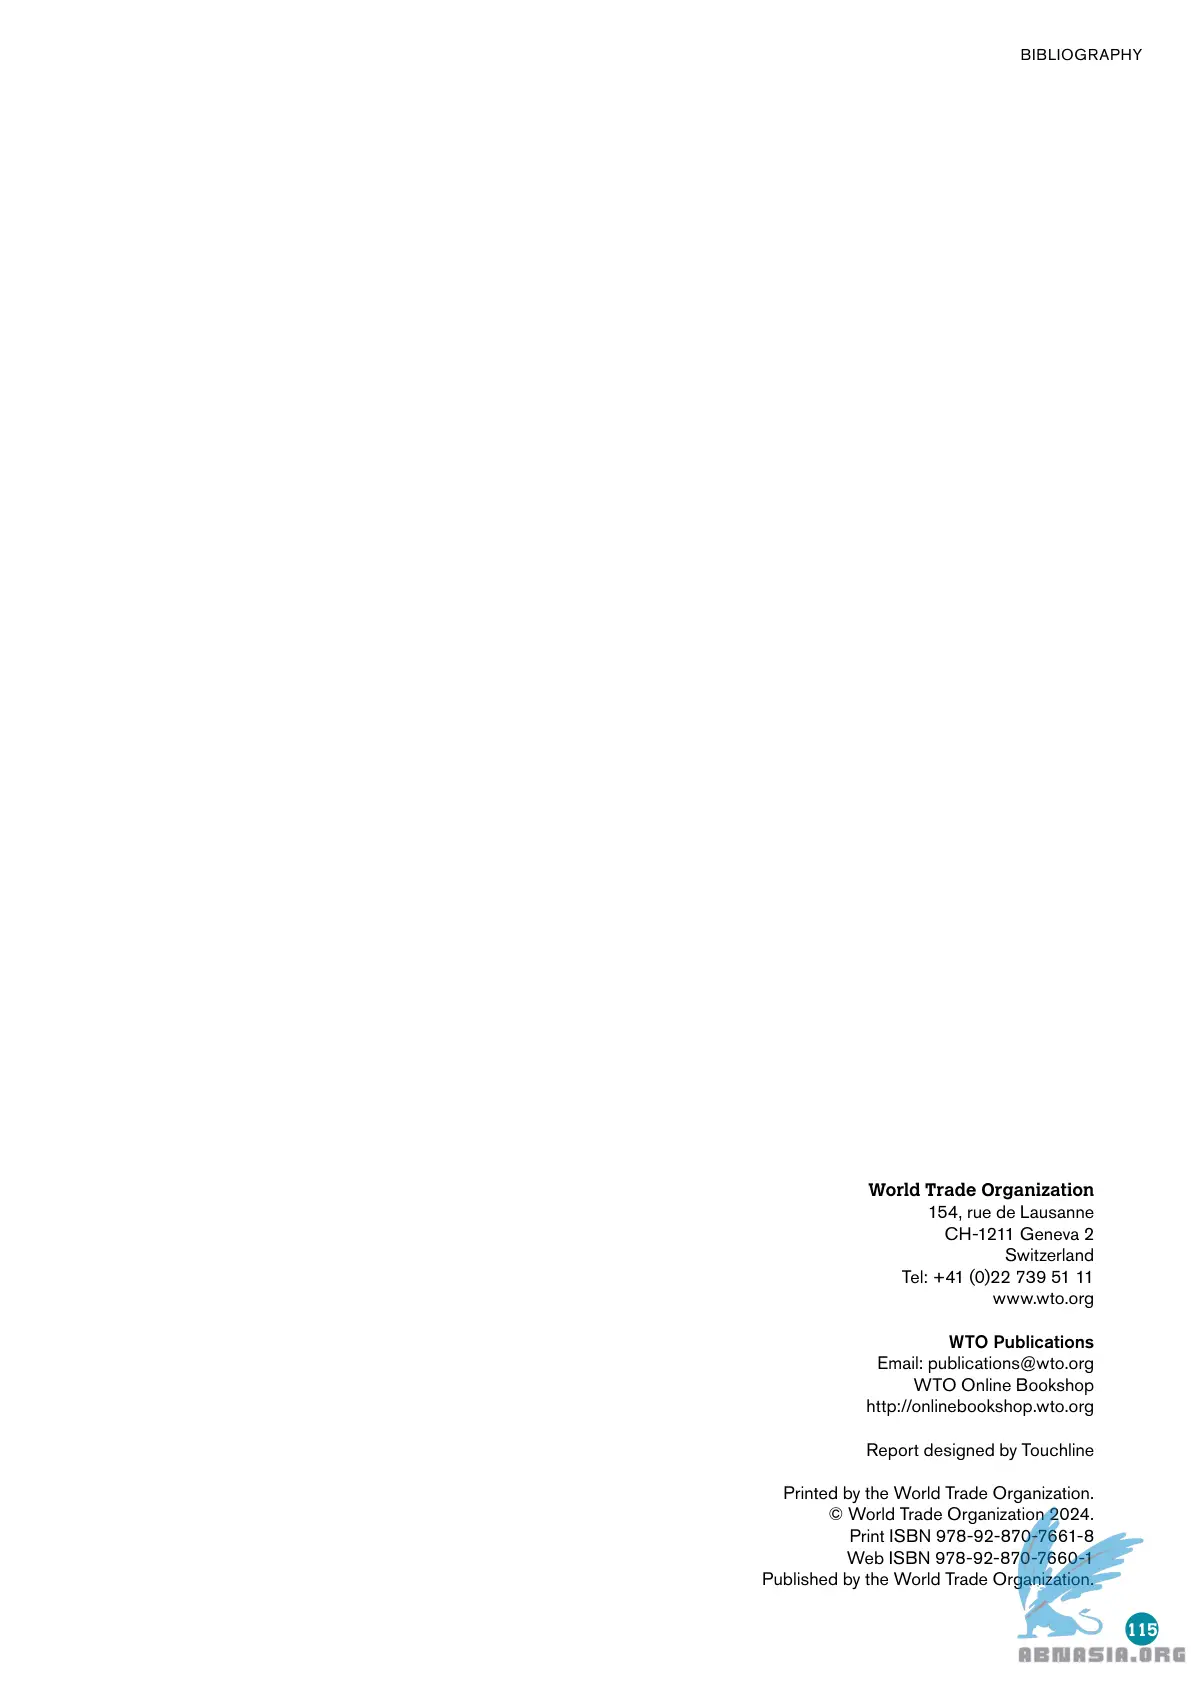 BIBLIOGRAPHY
World Trade Organization
154, rue de Lausanne
CH-1211 Geneva 2
Switzerland
Tel: +41 (0)22 739 51 11
www.wto.org
WTO Publications
Email: publications@wto.org
WTO Online Bookshop
http://onlinebookshop.wto.org
Report designed by Touchline
Printed by the World Trade Organization.
© World Trade Organization 2024.
Print ISBN 978-92-870-7661-8
Web ISBN 978-92-870-7660-1
Published by the World Trade Organization.
115
ABMASIA.ORG